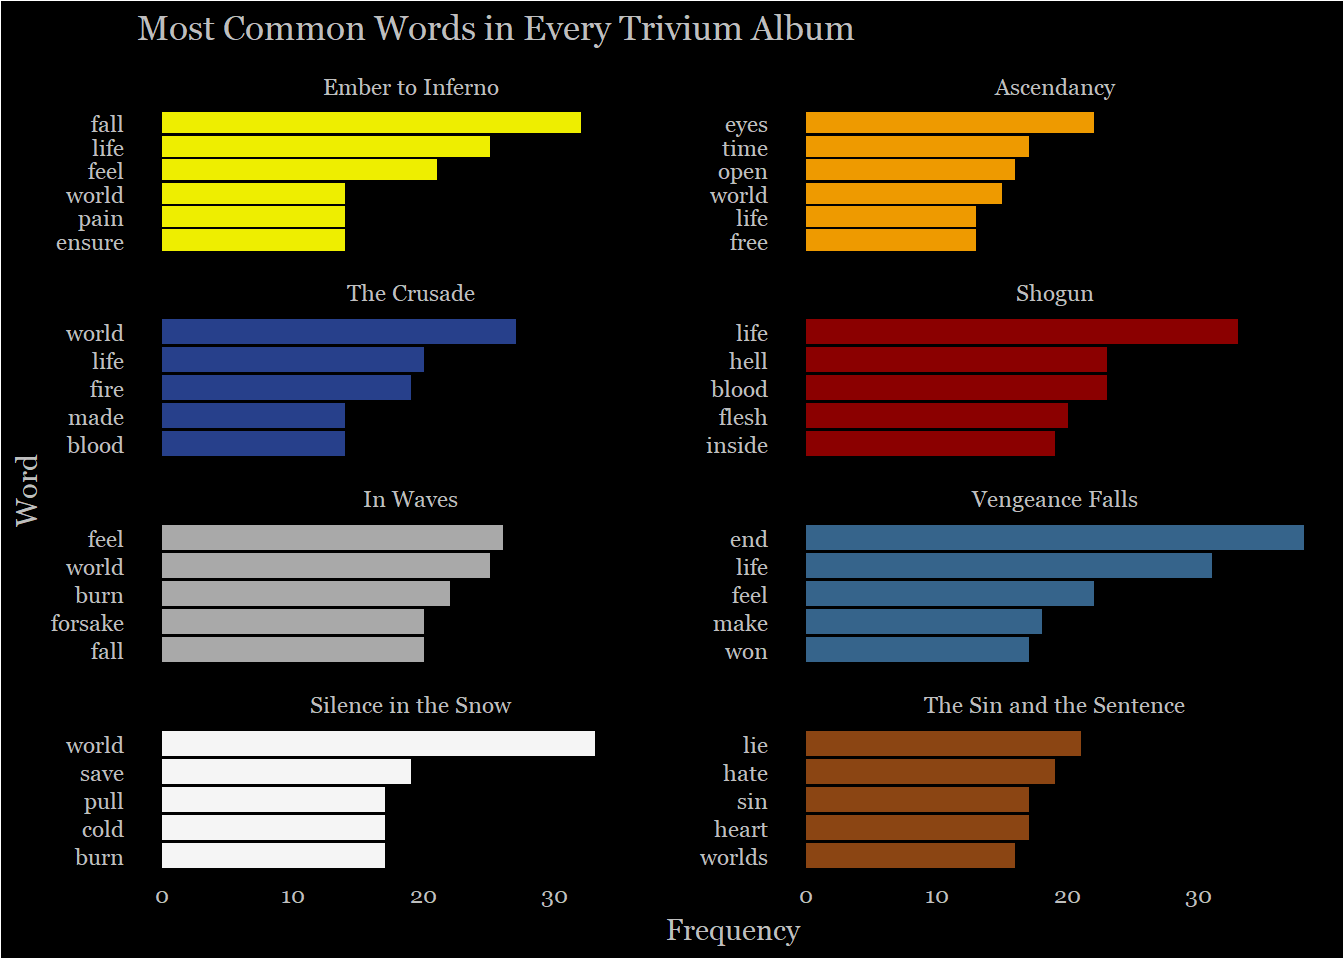 Most Common Words in Every Trivium Album
Ember to Inferno
fall
life
feel
world
pain
ensure
Ascendancy
eyes
time
open
world
life
free
The Crusade
world
life
fire
made
blood
Shogun
life
hell
blood
flesh
inside
In Waves
feel
world
burn
forsake
fall
Vengeance Falls
end
life
feel
make
won
Silence in the Snow
world
save
pull
cold
burn
0 10 20 30
The Sin and the Sentence
lie
hate
sin
heart
worlds
0 10 20 30
Word
Frequency